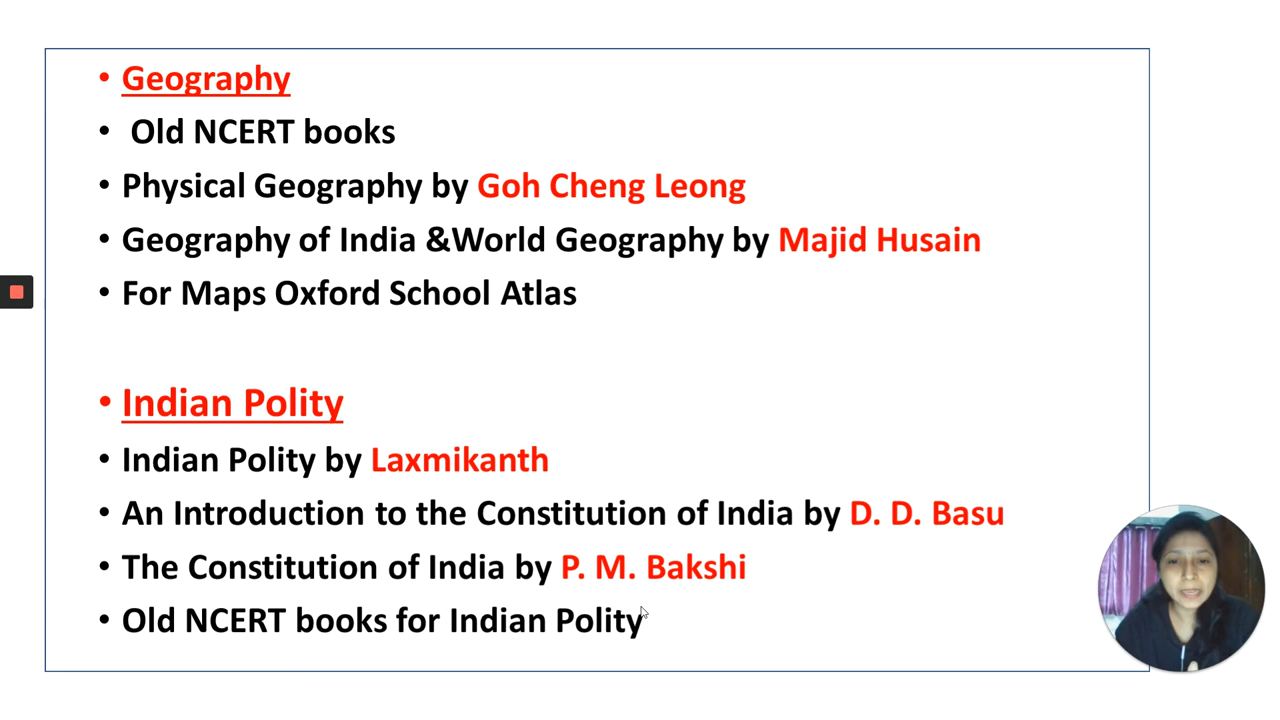 • Geography
• Old NCERT books
• Physical Geography by Goh Cheng Leong
• Geography of India &World Geography by Majid Husain
• For Maps Oxford School Atlas
• Indian Polity
• Indian Polity by Laxmikanth
• An Introduction to the Constitution of India by D. D. Basu
• The Constitution of India by P. M. Bakshi
• Old NCERT books for Indian Polity